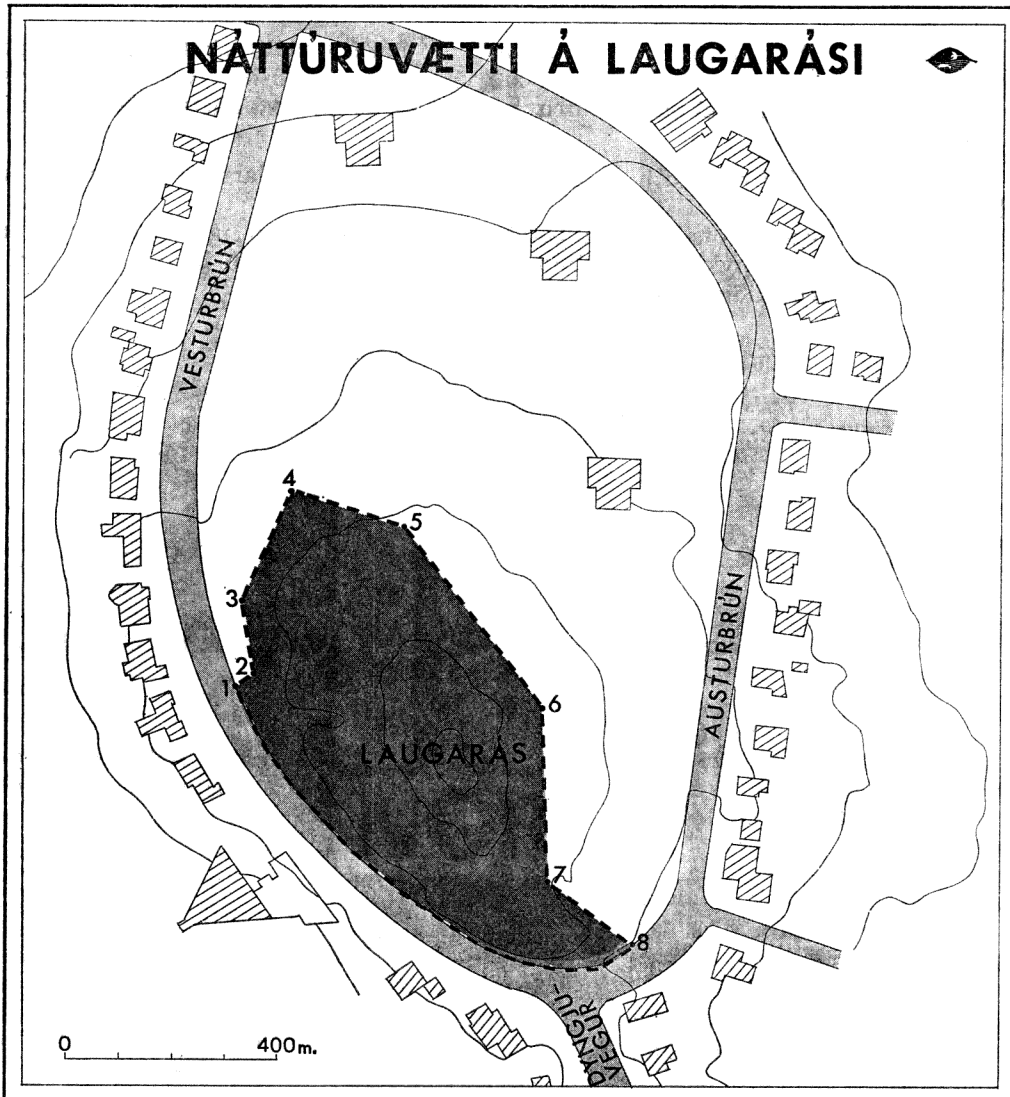 NÁTTÚRUVÆTTI Á LAUGARÁSI
VESTURBRÚN
4
5
3
2
1
6
AUSTURBRÚN
LAUGARÁS
7
8
DYNGJU-
VEGUR
0 400m.